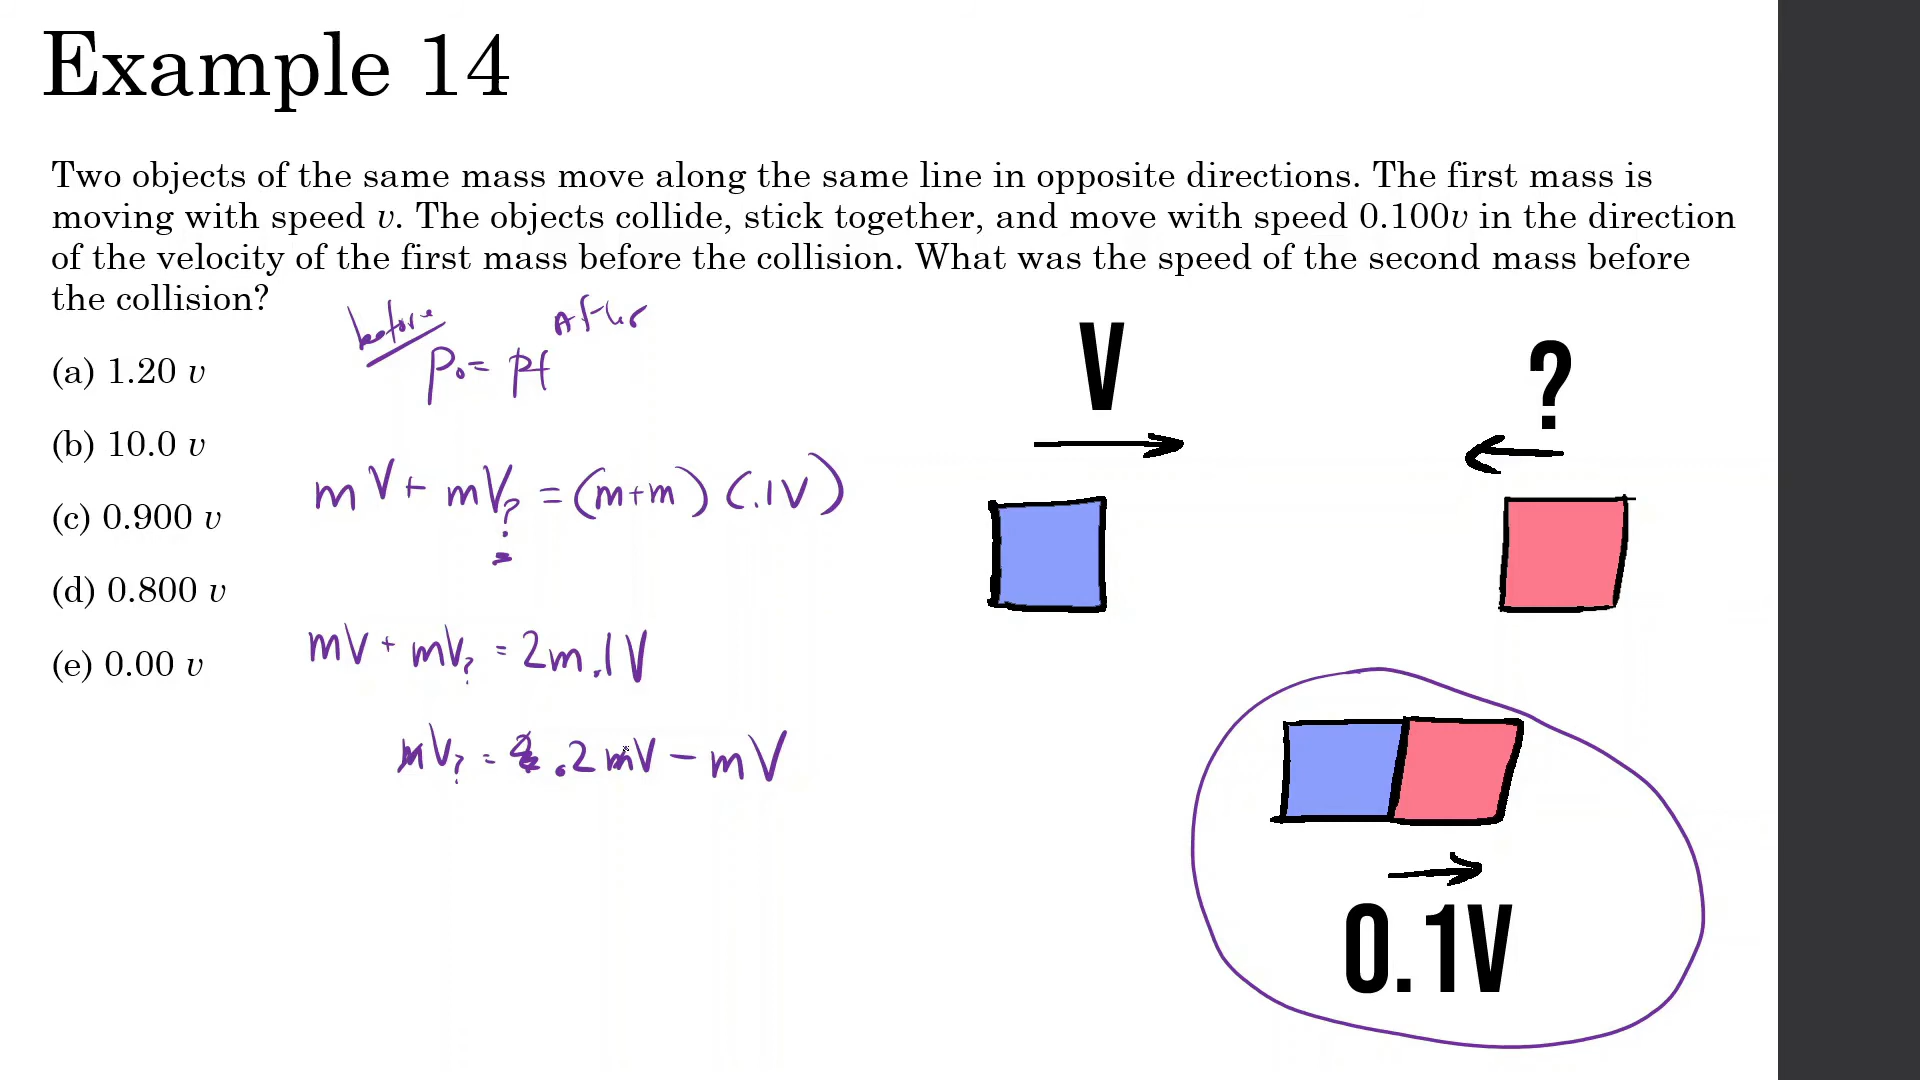 Example 14
Two objects of the same mass move along the same line in opposite directions. The first mass is
moving with speed v. The objects collide, stick together, and move with speed 0.100v in the direction
of the velocity of the first mass before the collision. What was the speed of the second mass before
the collision?
before After
p₀ = pf
(a) 1.20 v
(b) 10.0 v
(c) 0.900 v
(d) 0.800 v
(e) 0.00 v
mV + mV? = (m+m)(.1V)
mV + mV? = 2m.1V
mV? = .2mV - mV
V
?
0.1V